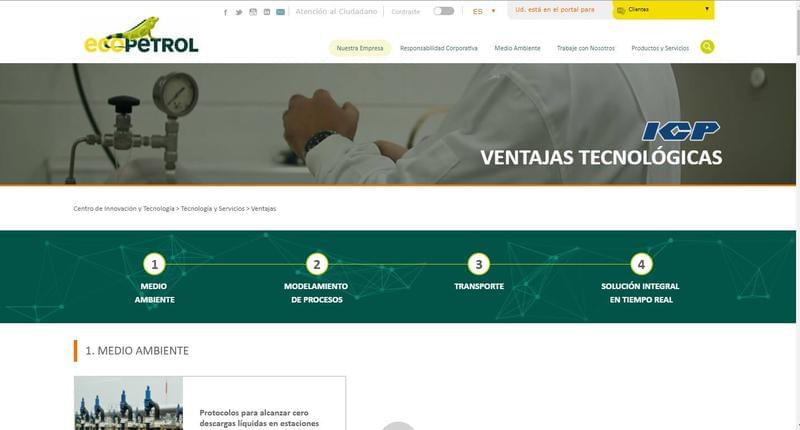 Atención al Ciudadano
Contraste
ES
Ud. está en el portal para
Clientes
ecopetrol
Nuestra Empresa
Responsabilidad Corporativa
Medio Ambiente
Trabaje con Nosotros
Productos y Servicios
ICP
VENTAJAS TECNOLÓGICAS
Centro de Innovación y Tecnología > Tecnología y Servicios > Ventajas
1
MEDIO
AMBIENTE
2
MODELAMIENTO
DE PROCESOS
3
TRANSPORTE
4
SOLUCIÓN INTEGRAL
EN TIEMPO REAL
1. MEDIO AMBIENTE
Protocolos para alcanzar cero
descargas líquidas en estaciones